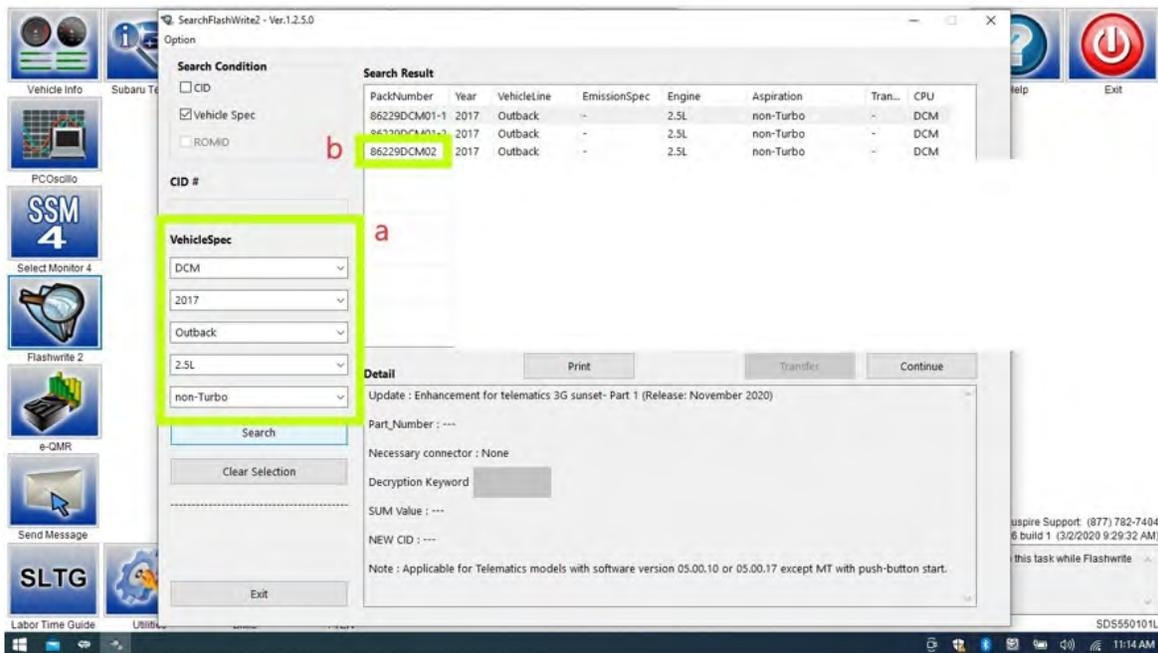 SearchFlashWrite2 - Ver.1.2.5.0
Option
Search Condition
CID
Vehicle Spec
ROMID
CID #
VehicleSpec
DCM
2017
Outback
2.5L
non-Turbo
Search
Clear Selection
Exit
b
a
Search Result
PackNumber Year VehicleLine EmissionSpec Engine Aspiration Tran... CPU
86229DCM01-1 2017 Outback - 2.5L non-Turbo - DCM
86229DCM01-2 2017 Outback - 2.5L non-Turbo - DCM
86229DCM02 2017 Outback - 2.5L non-Turbo - DCM
Print
Transfer
Continue
Detail
Update : Enhancement for telematics 3G sunset- Part 1 (Release: November 2020)
Part_Number : ---
Necessary connector : None
Decryption Keyword
SUM Value : ---
NEW CID : ---
Note : Applicable for Telematics models with software version 05.00.10 or 05.00.17 except MT with push-button start.
Vehicle Info
Subaru Te
PCOscillo
SSM
4
Select Monitor 4
Flashwrite 2
e-QMR
Send Message
SLTG
Labor Time Guide
Utilitie
Help
Exit
uspire Support: (877) 782-7404
6 build 1 (3/2/2020 9:29:32 AM)
this task while Flashwrite
SDS550101L
11:14 AM